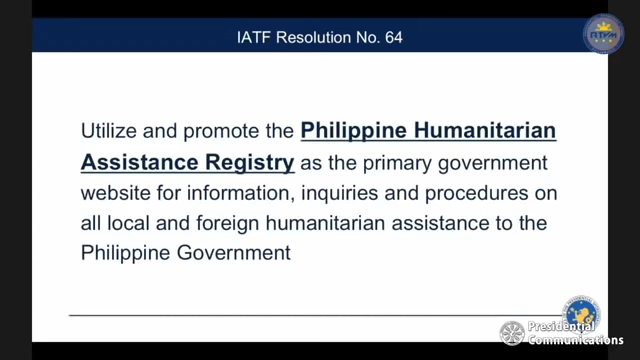 IATF Resolution No. 64
RTVM
Utilize and promote the Philippine Humanitarian
Assistance Registry as the primary government
website for information, inquiries and procedures on
all local and foreign humanitarian assistance to the
Philippine Government
Presidential
Communications